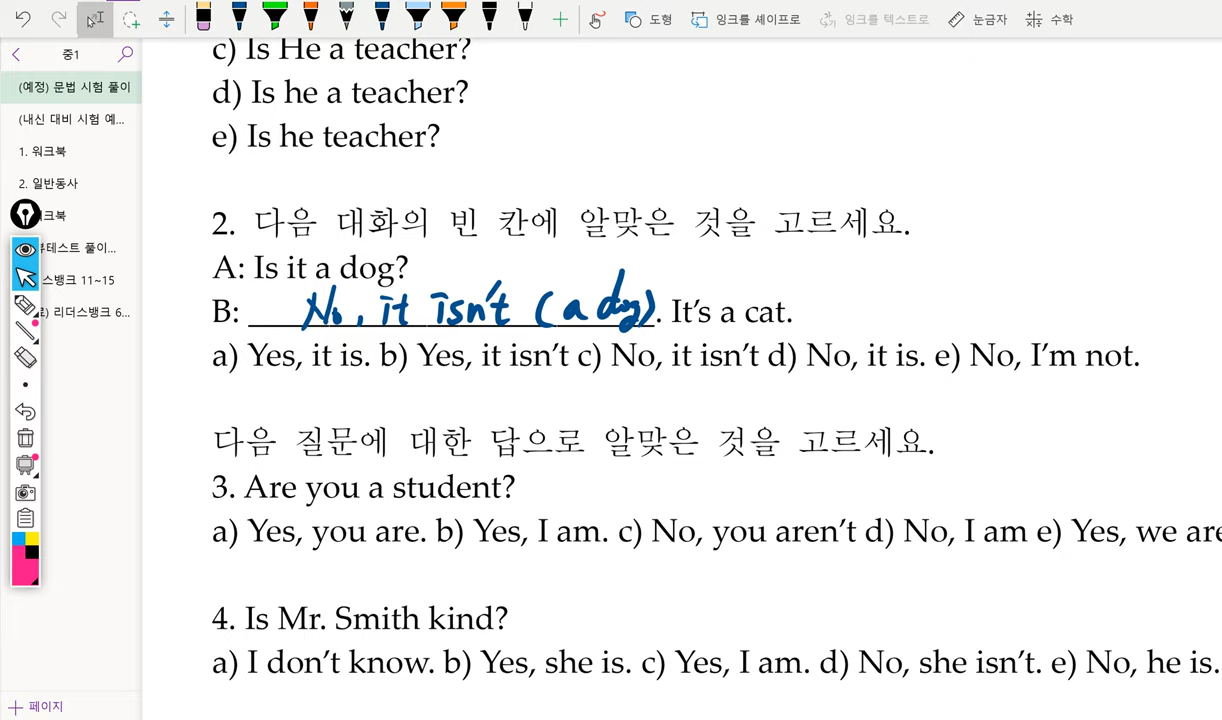 도형 잉크를 셰이프로 잉크를 텍스트로 눈금자 수학
중1
(예정) 문법 시험 풀이
(내신 대비 시험 예...
1. 워크북
2. 일반동사
크북
테스트 풀이...
스뱅크 11~15
) 리더스뱅크 6...
페이지
c) Is He a teacher?
d) Is he a teacher?
e) Is he teacher?
2. 다음 대화의 빈 칸에 알맞은 것을 고르세요.
A: Is it a dog?
B: No, it isn't (a dog). It's a cat.
a) Yes, it is. b) Yes, it isn't c) No, it isn't d) No, it is. e) No, I'm not.
다음 질문에 대한 답으로 알맞은 것을 고르세요.
3. Are you a student?
a) Yes, you are. b) Yes, I am. c) No, you aren't d) No, I am e) Yes, we are
4. Is Mr. Smith kind?
a) I don't know. b) Yes, she is. c) Yes, I am. d) No, she isn't. e) No, he is.